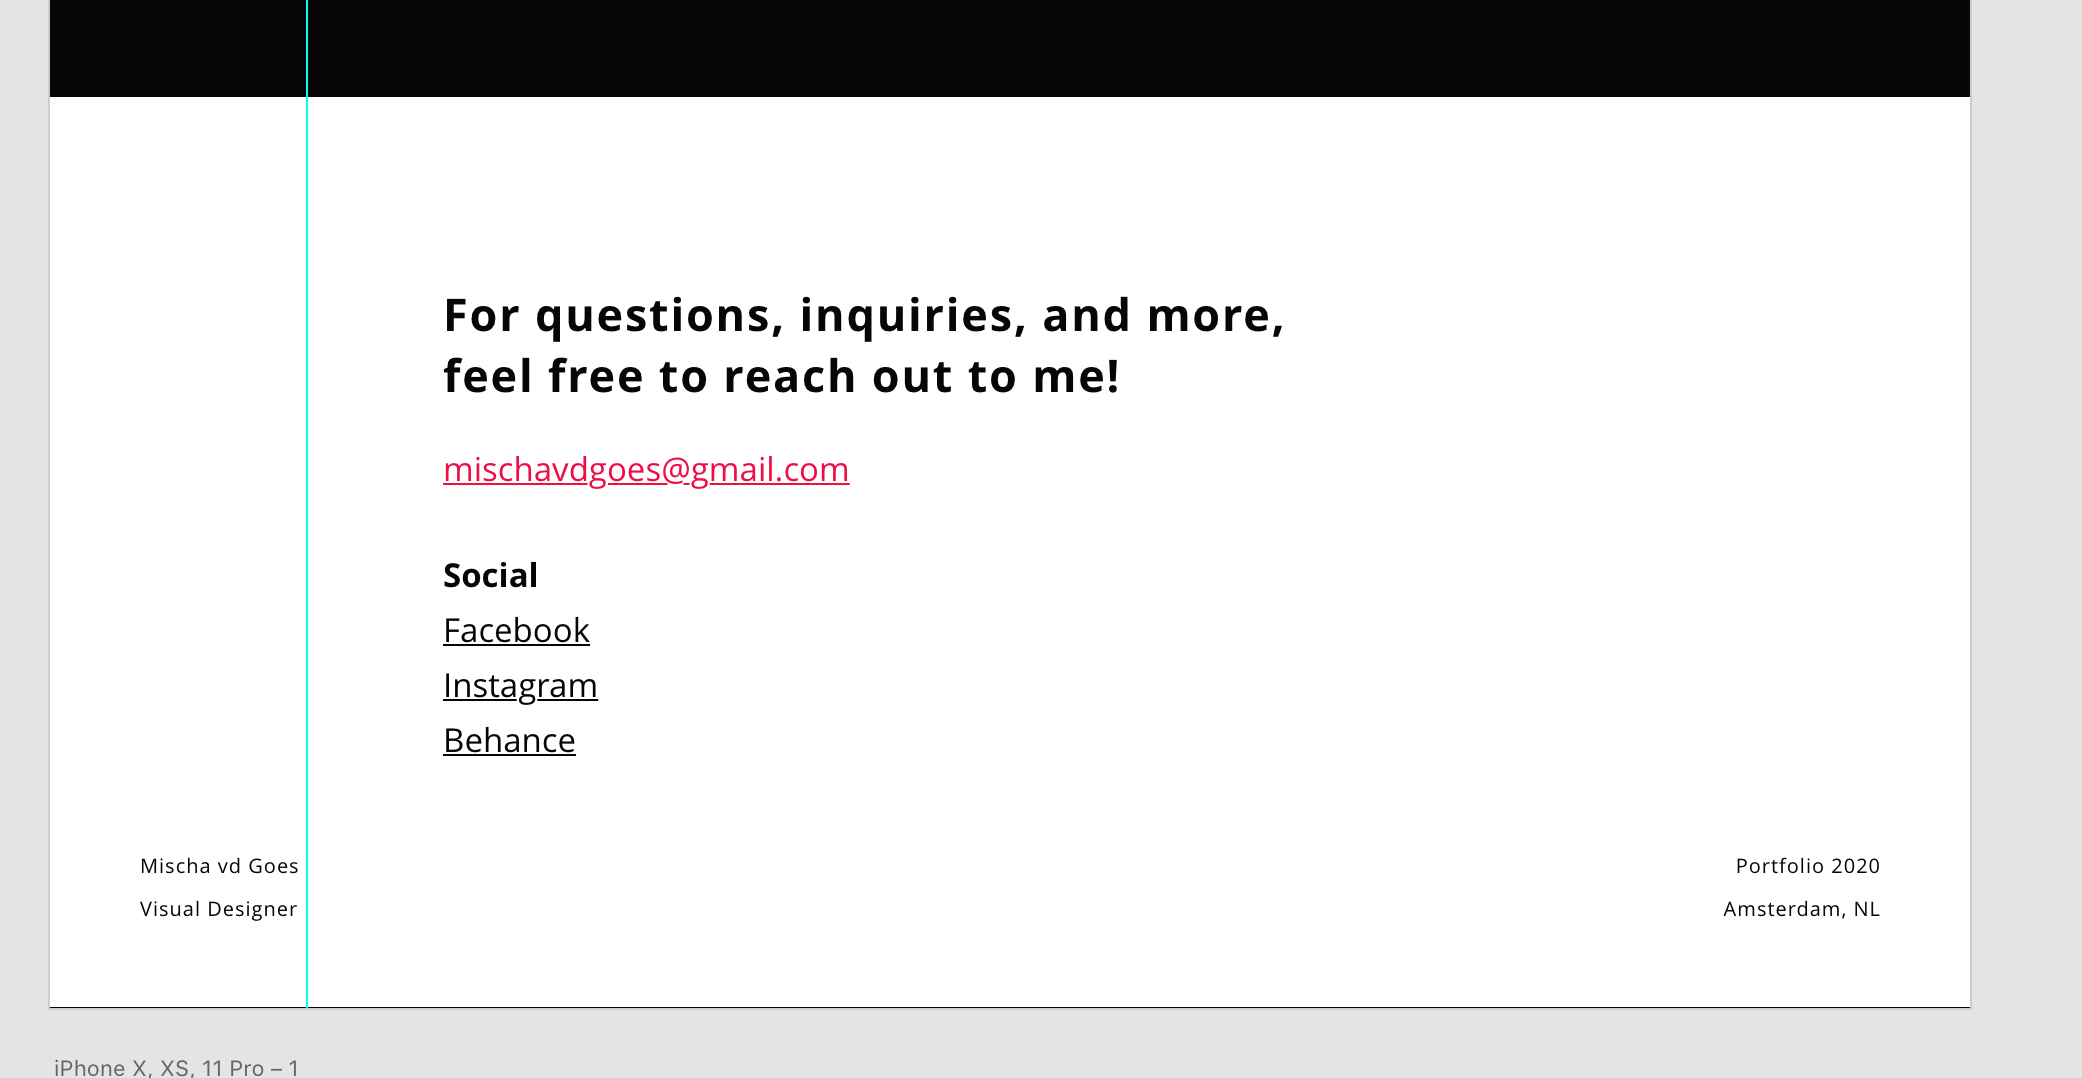 For questions, inquiries, and more,
feel free to reach out to me!
mischavdgoes@gmail.com
Social
Facebook
Instagram
Behance
Mischa vd Goes
Visual Designer
Portfolio 2020
Amsterdam, NL
iPhone X, XS, 11 Pro – 1